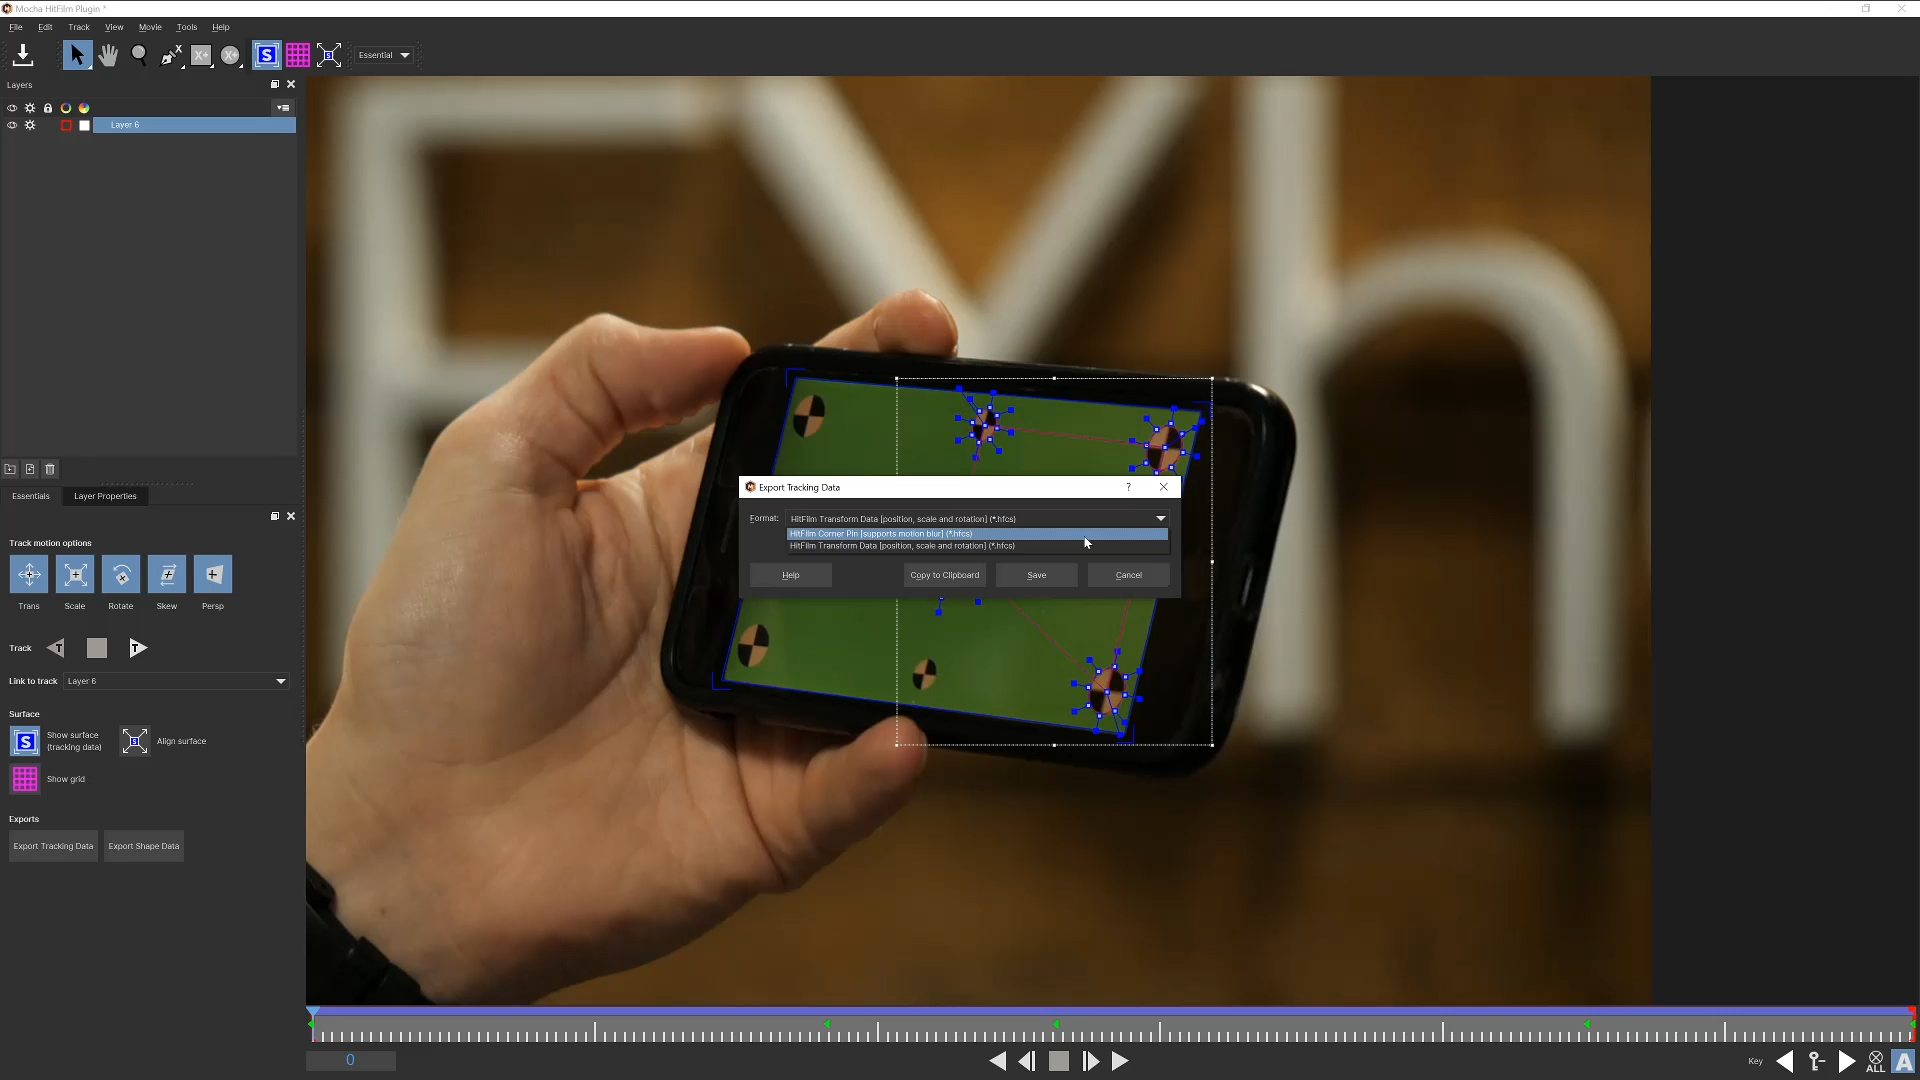 Mocha HitFilm Plugin *
File Edit Track View Movie Tools Help
Essential
Layers
Layer 6
Essentials Layer Properties
Track motion options
Trans Scale Rotate Skew Persp
Track
Link to track Layer 6
Surface
Show surface
(tracking data)
Align surface
Show grid
Exports
Export Tracking Data Export Shape Data
Export Tracking Data ?
Format: HitFilm Transform Data [position, scale and rotation] (*.hfcs)
HitFilm Corner Pin [supports motion blur] (*.hfcs)
HitFilm Transform Data [position, scale and rotation] (*.hfcs)
Help Copy to Clipboard Save Cancel
0
Key
ALL
A